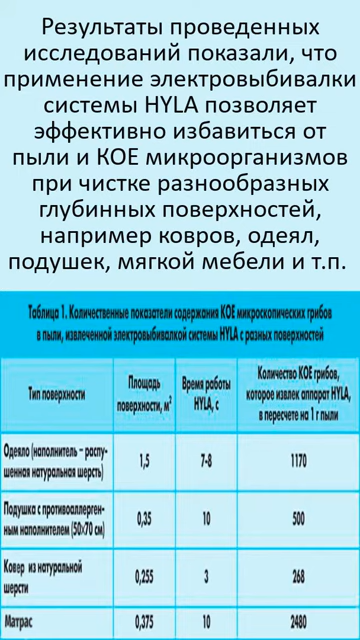 Результаты проведенных
исследований показали, что
применение электровыбивалки
системы HYLA позволяет
эффективно избавиться от
пыли и КОЕ микроорганизмов
при чистке разнообразных
глубинных поверхностей,
например ковров, одеял,
подушек, мягкой мебели и т.п.
Таблица 1. Количественные показатели содержания КОЕ микроскопических грибов
в пыли, извлеченной электровыбивалкой системы HYLA с разных поверхностей
Тип поверхности
Площадь
поверхности, м²
Время работы
HYLA, с
Количество КОЕ грибов,
которое извлек аппарат HYLA,
в пересчете на 1 г пыли
Одеяло (наполнитель – распу-
шенная натуральная шерсть)
1,5
7-8
1170
Подушка с противоаллерген-
ным наполнителем (50х70 см)
0,35
10
500
Ковер из натуральной
шерсти
0,255
3
268
Матрас
0,375
10
2480